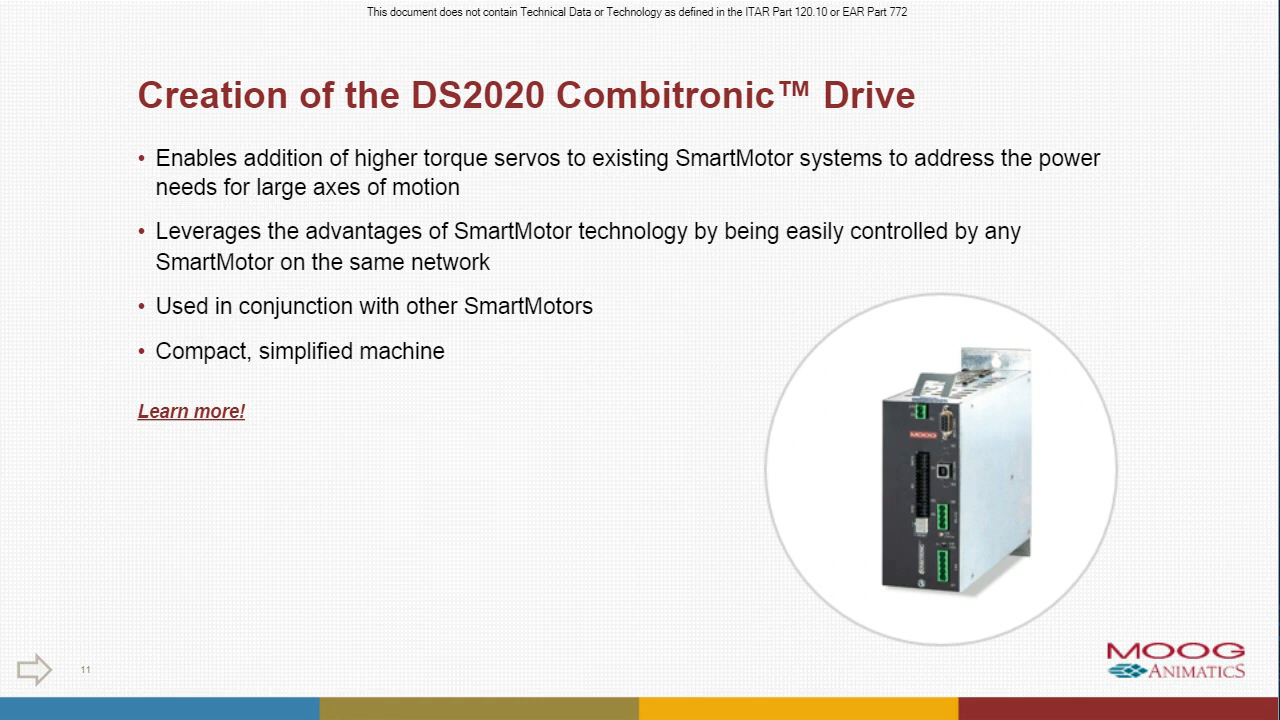 This document does not contain Technical Data or Technology as defined in the ITAR Part 120.10 or EAR Part 772
Creation of the DS2020 Combitronic™ Drive
• Enables addition of higher torque servos to existing SmartMotor systems to address the power
needs for large axes of motion
• Leverages the advantages of SmartMotor technology by being easily controlled by any
SmartMotor on the same network
• Used in conjunction with other SmartMotors
• Compact, simplified machine
Learn more!
MOOG
11
MOOG
ANIMATICS